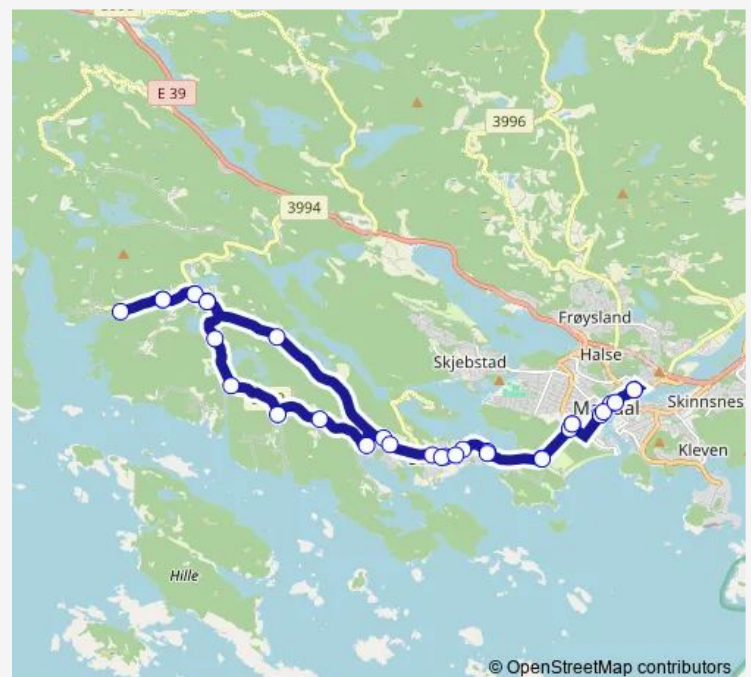 E 39
3996
3994
Frøysland
Halse
Skjebstad
Skinnsnes
Kleven
Hille
© OpenStreetMap contributors